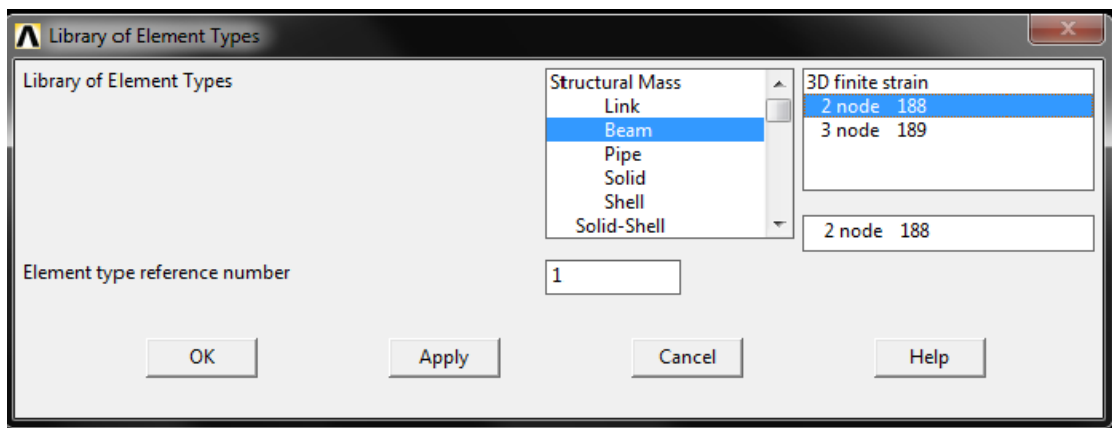 Library of Element Types
Library of Element Types
Structural Mass
Link
Beam
Pipe
Solid
Shell
Solid-Shell
3D finite strain
2 node 188
3 node 189
2 node 188
Element type reference number
1
OK
Apply
Cancel
Help